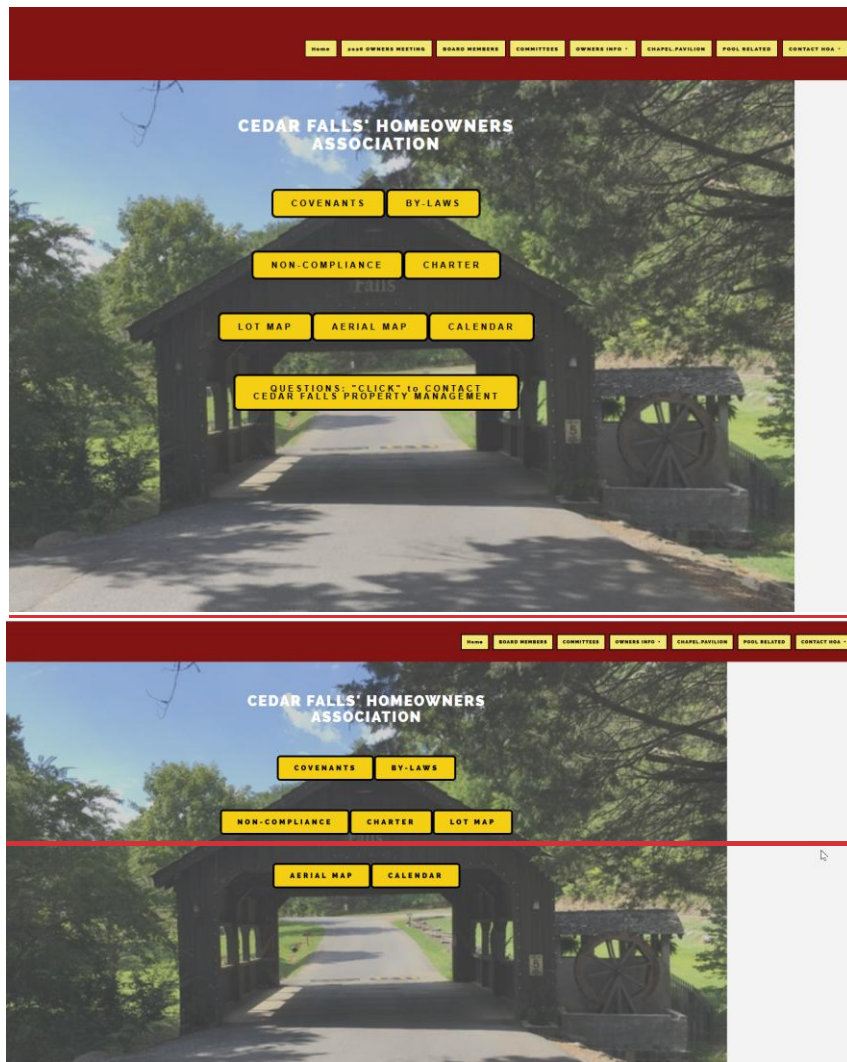 Home 2026 OWNERS MEETING BOARD MEMBERS COMMITTEES OWNERS INFO CHAPEL.PAVILION POOL RELATED CONTACT HOA
CEDAR FALLS' HOMEOWNERS
ASSOCIATION
COVENANTS BY-LAWS
NON-COMPLIANCE CHARTER
Falls
LOT MAP AERIAL MAP CALENDAR
QUESTIONS: "CLICK" to CONTACT
CEDAR FALLS PROPERTY MANAGEMENT
Home BOARD MEMBERS COMMITTEES OWNERS INFO CHAPEL.PAVILION POOL RELATED CONTACT HOA
CEDAR FALLS' HOMEOWNERS
ASSOCIATION
COVENANTS BY-LAWS
NON-COMPLIANCE CHARTER LOT MAP
AERIAL MAP CALENDAR